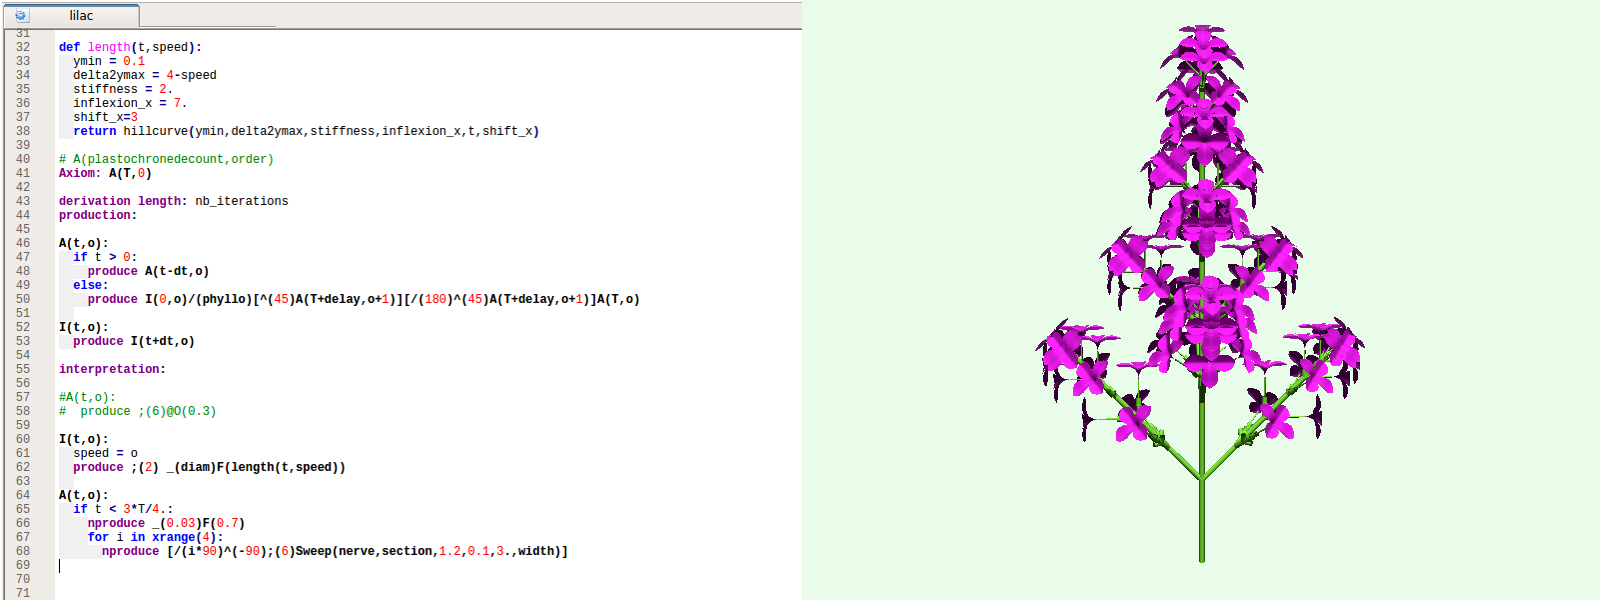 lilac
31
32 def length(t,speed):
33 ymin = 0.1
34 delta2ymax = 4-speed
35 stiffness = 2.
36 inflexion_x = 7.
37 shift_x=3
38 return hillcurve(ymin,delta2ymax,stiffness,inflexion_x,t,shift_x)
39
40 # A(plastochronedecount,order)
41 Axiom: A(T,0)
42
43 derivation length: nb_iterations
44 production:
45
46 A(t,o):
47 if t > 0:
48 produce A(t-dt,o)
49 else:
50 produce I(0,o)/(phyllo)[^(45)A(T+delay,o+1)][/(180)^(45)A(T+delay,o+1)]A(T,o)
51
52 I(t,o):
53 produce I(t+dt,o)
54
55 interpretation:
56
57 #A(t,o):
58 # produce ;(6)@O(0.3)
59
60 I(t,o):
61 speed = o
62 produce ;(2) _(diam)F(length(t,speed))
63
64 A(t,o):
65 if t < 3*T/4.:
66 nproduce _(0.03)F(0.7)
67 for i in xrange(4):
68 nproduce [/(i*90)^(-90);(6)Sweep(nerve,section,1.2,0.1,3.,width)]
69
70
71